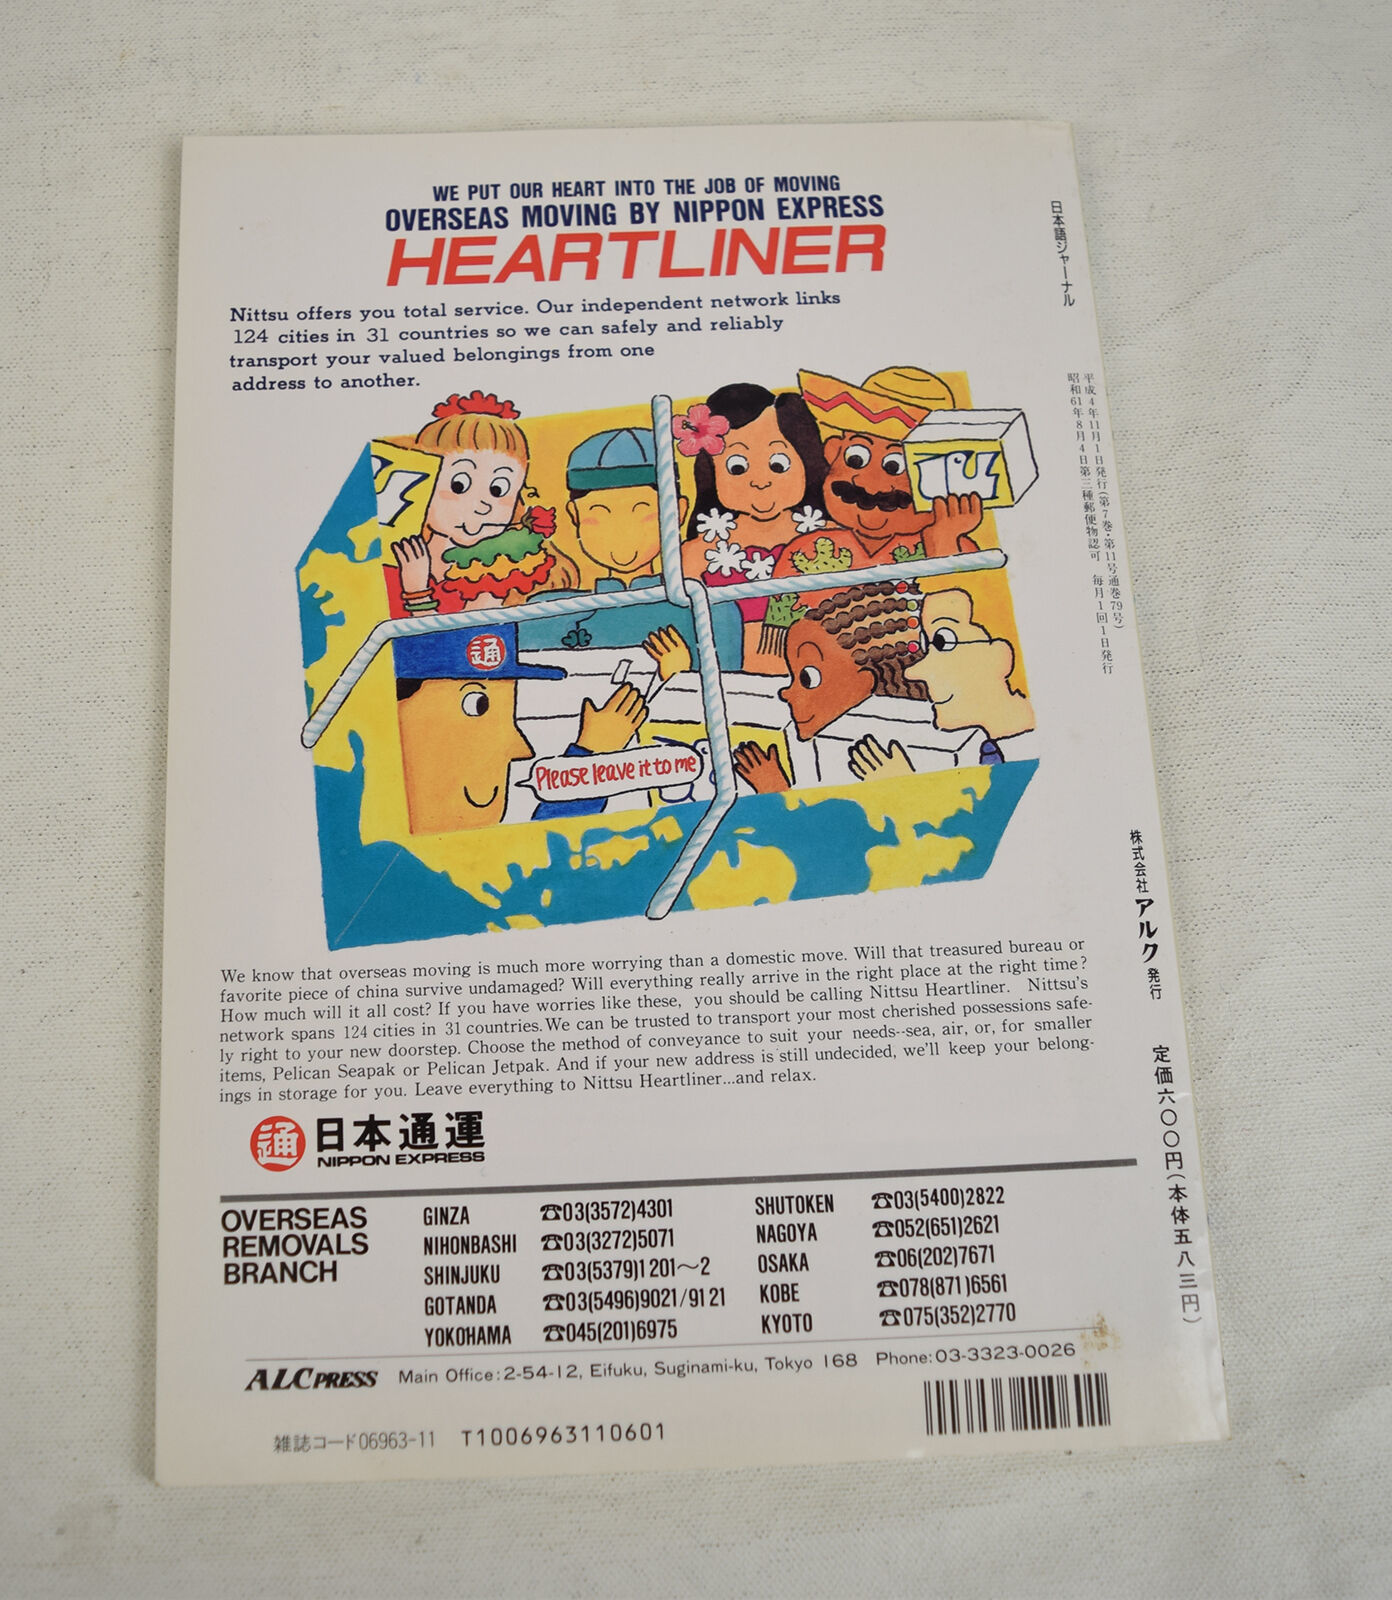 WE PUT OUR HEART INTO THE JOB OF MOVING
OVERSEAS MOVING BY NIPPON EXPRESS
HEARTLINER
Nittsu offers you total service. Our independent network links
124 cities in 31 countries so we can safely and reliably
transport your valued belongings from one
address to another.
通
Please leave it to me
We know that overseas moving is much more worrying than a domestic move. Will that treasured bureau or
favorite piece of china survive undamaged? Will everything really arrive in the right place at the right time?
How much will it all cost? If you have worries like these, you should be calling Nittsu Heartliner. Nittsu's
network spans 124 cities in 31 countries. We can be trusted to transport your most cherished possessions safe-
ly right to your new doorstep. Choose the method of conveyance to suit your needs--sea, air, or, for smaller
items, Pelican Seapak or Pelican Jetpak. And if your new address is still undecided, we'll keep your belong-
ings in storage for you. Leave everything to Nittsu Heartliner...and relax.
通 日本通運
NIPPON EXPRESS
OVERSEAS
REMOVALS
BRANCH
GINZA ☎03(3572)4301
NIHONBASHI ☎03(3272)5071
SHINJUKU ☎03(5379)1201〜2
GOTANDA ☎03(5496)9021/9121
YOKOHAMA ☎045(201)6975
SHUTOKEN ☎03(5400)2822
NAGOYA ☎052(651)2621
OSAKA ☎06(202)7671
KOBE ☎078(871)6561
KYOTO ☎075(352)2770
ALC PRESS Main Office:2-54-12, Eifuku, Suginami-ku, Tokyo 168 Phone:03-3323-0026
雑誌コード06963-11 T1006963110601
日本語ジャーナル
平成4年11月1日発行(第7巻・第11号通巻79号)
昭和61年8月4日第三種郵便物認可 毎月1回1日発行
株式会社アルク発行
定価六〇〇円(本体五八三円)